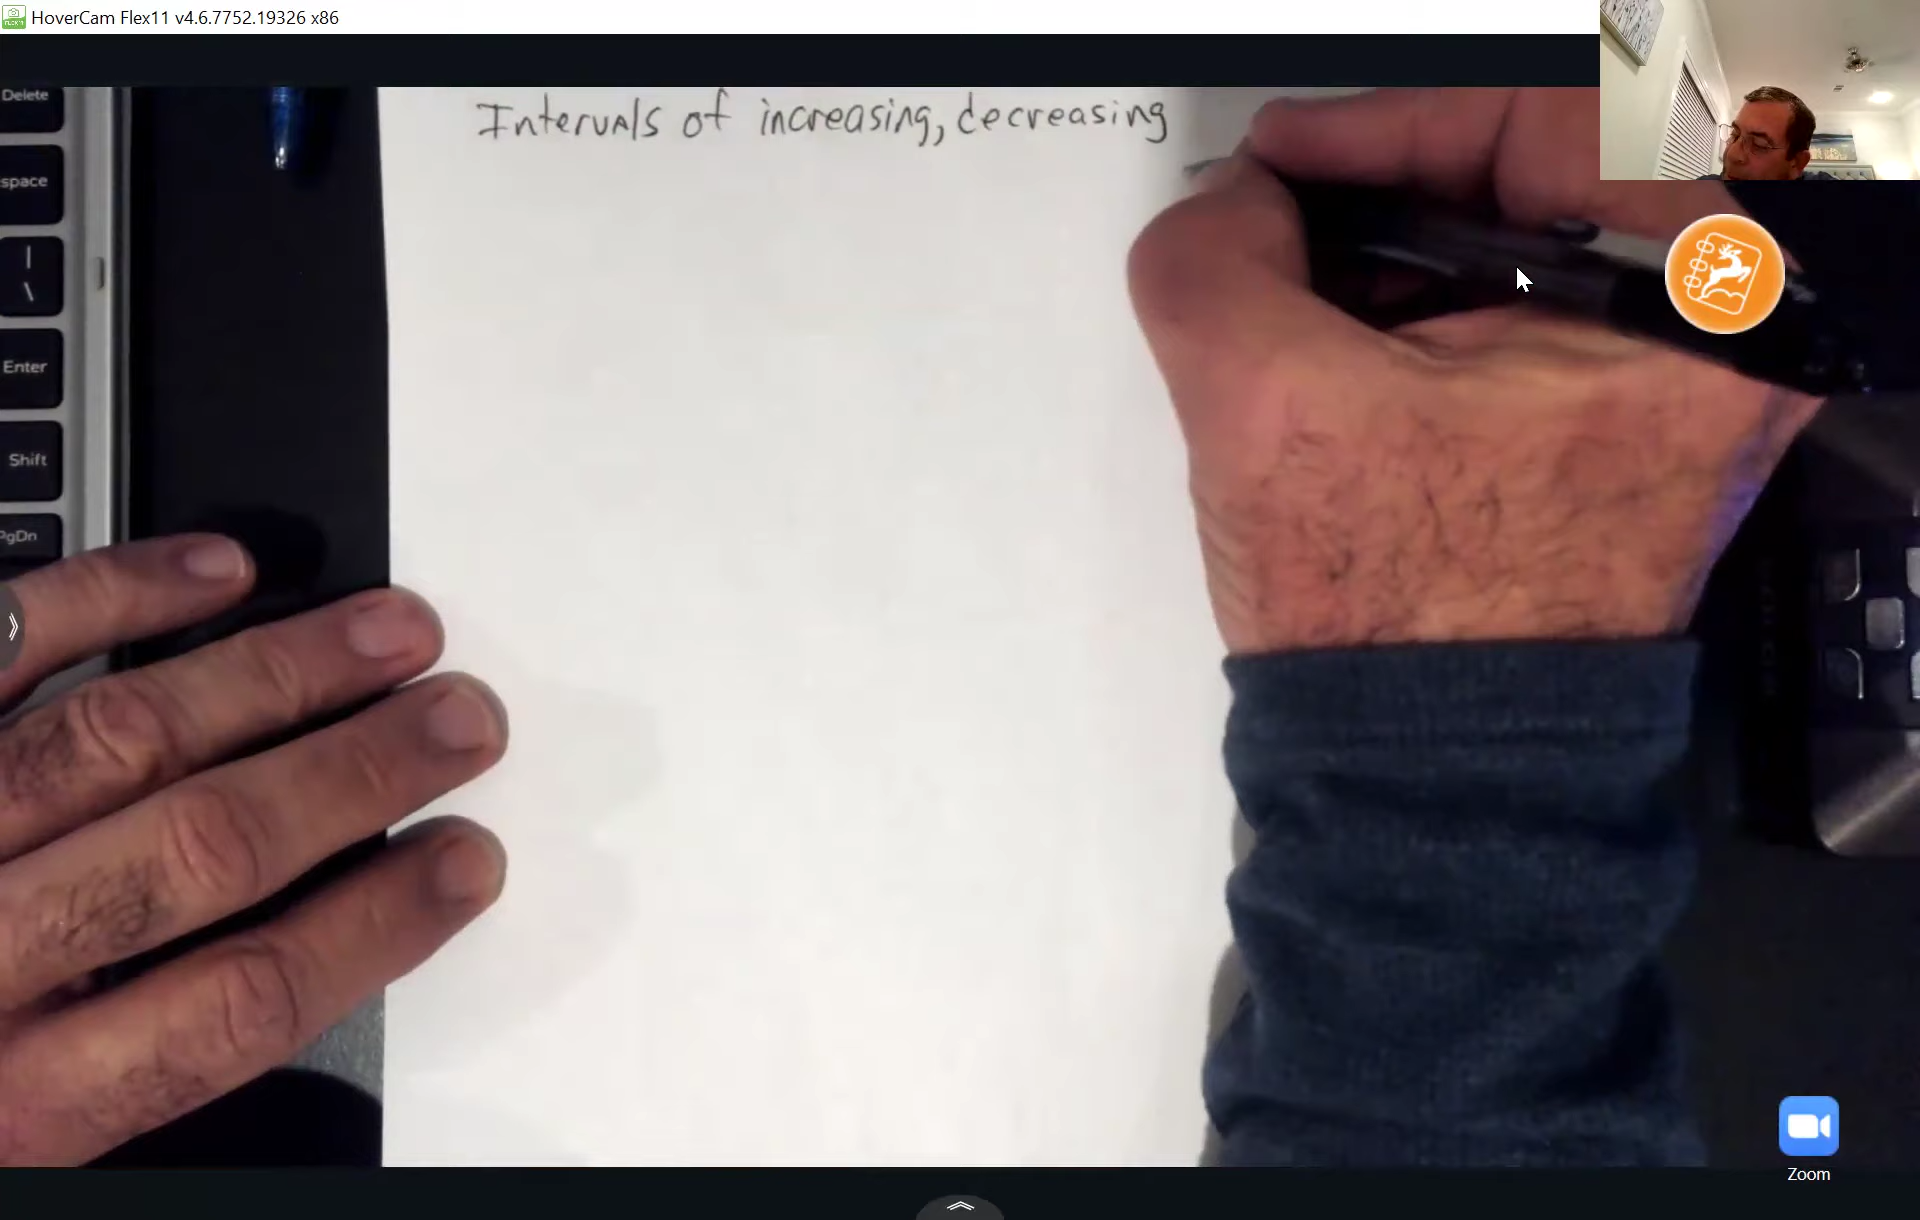 HoverCam Flex11 v4.6.7752.19326 x86
Delete
Intervals of increasing, decreasing
space
|
\
Enter
Shift
PgDn
Zoom